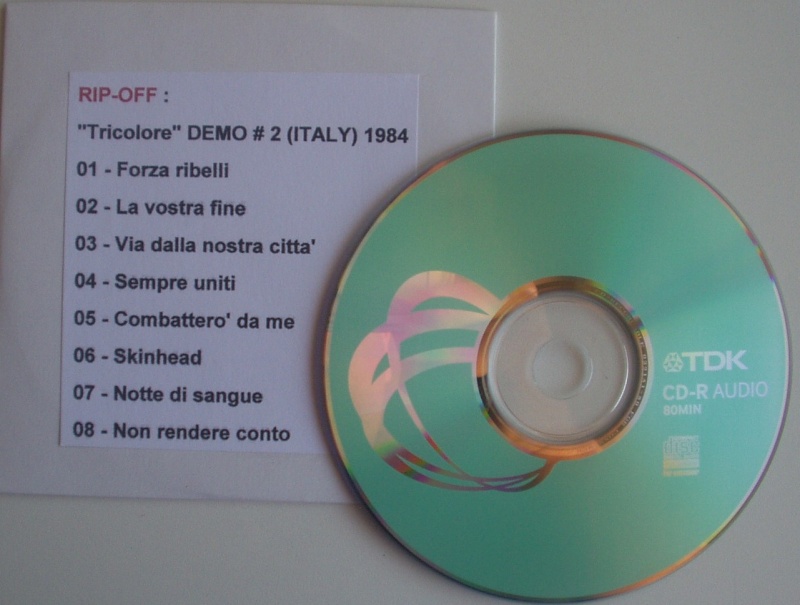 RIP-OFF :
"Tricolore" DEMO # 2 (ITALY) 1984
01 - Forza ribelli
02 - La vostra fine
03 - Via dalla nostra citta'
04 - Sempre uniti
05 - Combattero' da me
06 - Skinhead
07 - Notte di sangue
08 - Non rendere conto
TDK
CD-R AUDIO
80MIN
disc